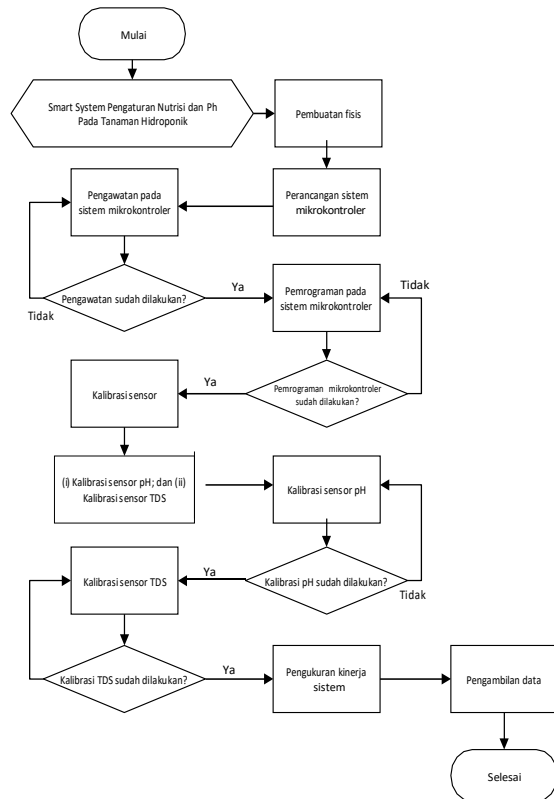 Mulai
Smart System Pengaturan Nutrisi dan Ph
Pada Tanaman Hidroponik
Pembuatan fisis
Perancangan sistem
mikrokontroler
Pengawatan pada
sistem mikrokontroler
Pengawatan sudah dilakukan?
Tidak
Ya
Pemrograman pada
sistem mikrokontroler
Tidak
Pemrograman mikrokontroler
sudah dilakukan?
Ya
Kalibrasi sensor
(i) Kalibrasi sensor pH; dan (ii)
Kalibrasi sensor TDS
Kalibrasi sensor pH
Kalibrasi pH sudah dilakukan?
Tidak
Ya
Kalibrasi sensor TDS
Kalibrasi TDS sudah dilakukan?
Ya
Pengukuran kinerja
sistem
Pengambilan data
Selesai